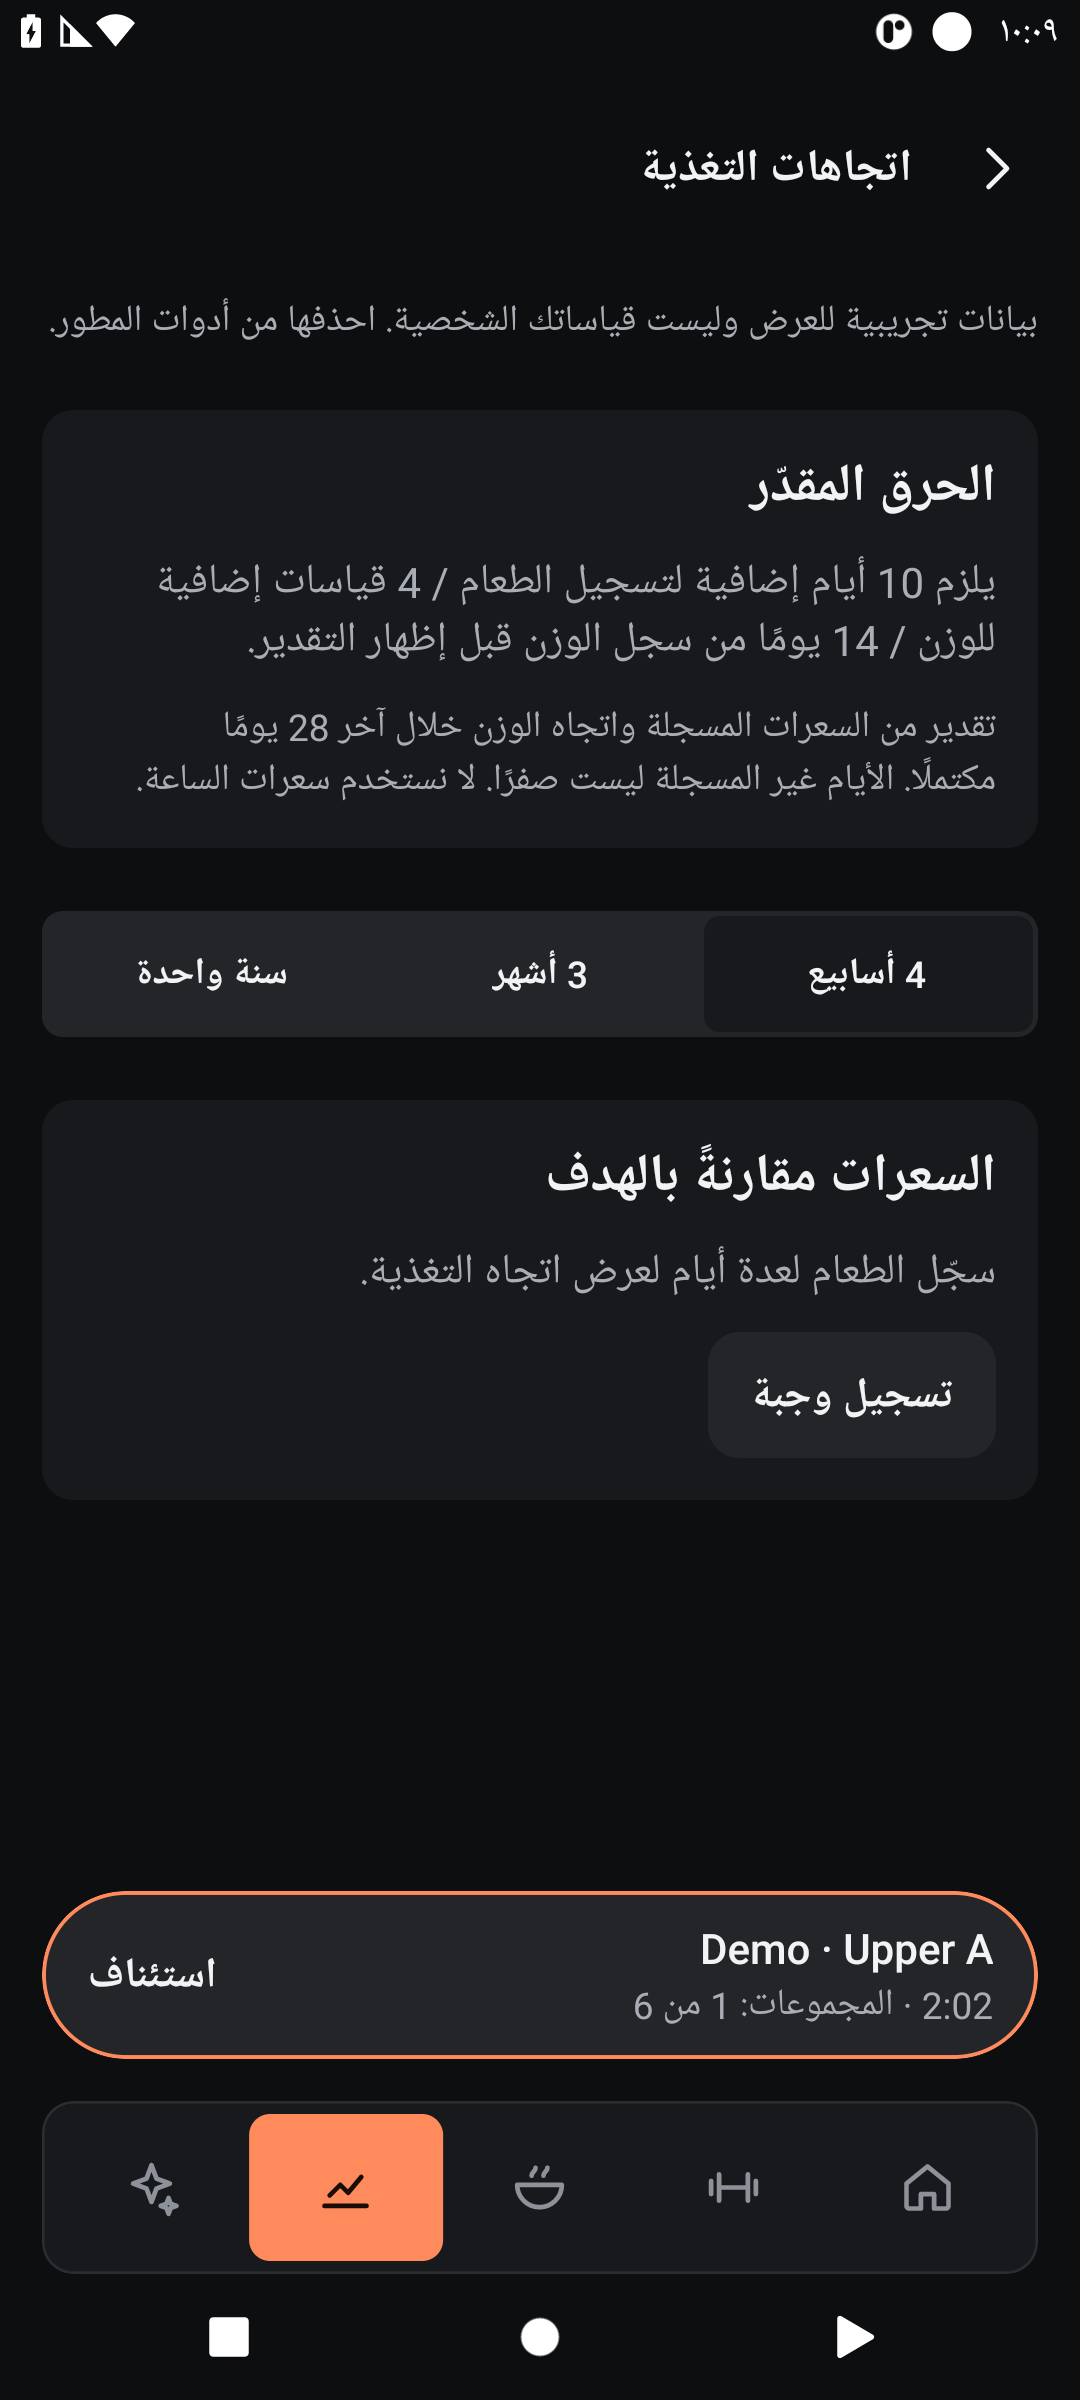 ١٠:٠٩
اتجاهات التغذية
بيانات تجريبية للعرض وليست قياساتك الشخصية. احذفها من أدوات المطور.
الحرق المقدّر
يلزم 10 أيام إضافية لتسجيل الطعام / 4 قياسات إضافية
للوزن / 14 يومًا من سجل الوزن قبل إظهار التقدير.
تقدير من السعرات المسجلة واتجاه الوزن خلال آخر 28 يومًا
مكتملًا. الأيام غير المسجلة ليست صفرًا. لا نستخدم سعرات الساعة.
4 أسابيع
3 أشهر
سنة واحدة
السعرات مقارنةً بالهدف
سجّل الطعام لعدة أيام لعرض اتجاه التغذية.
تسجيل وجبة
Demo · Upper A
2:02 · المجموعات: 1 من 6
استئناف